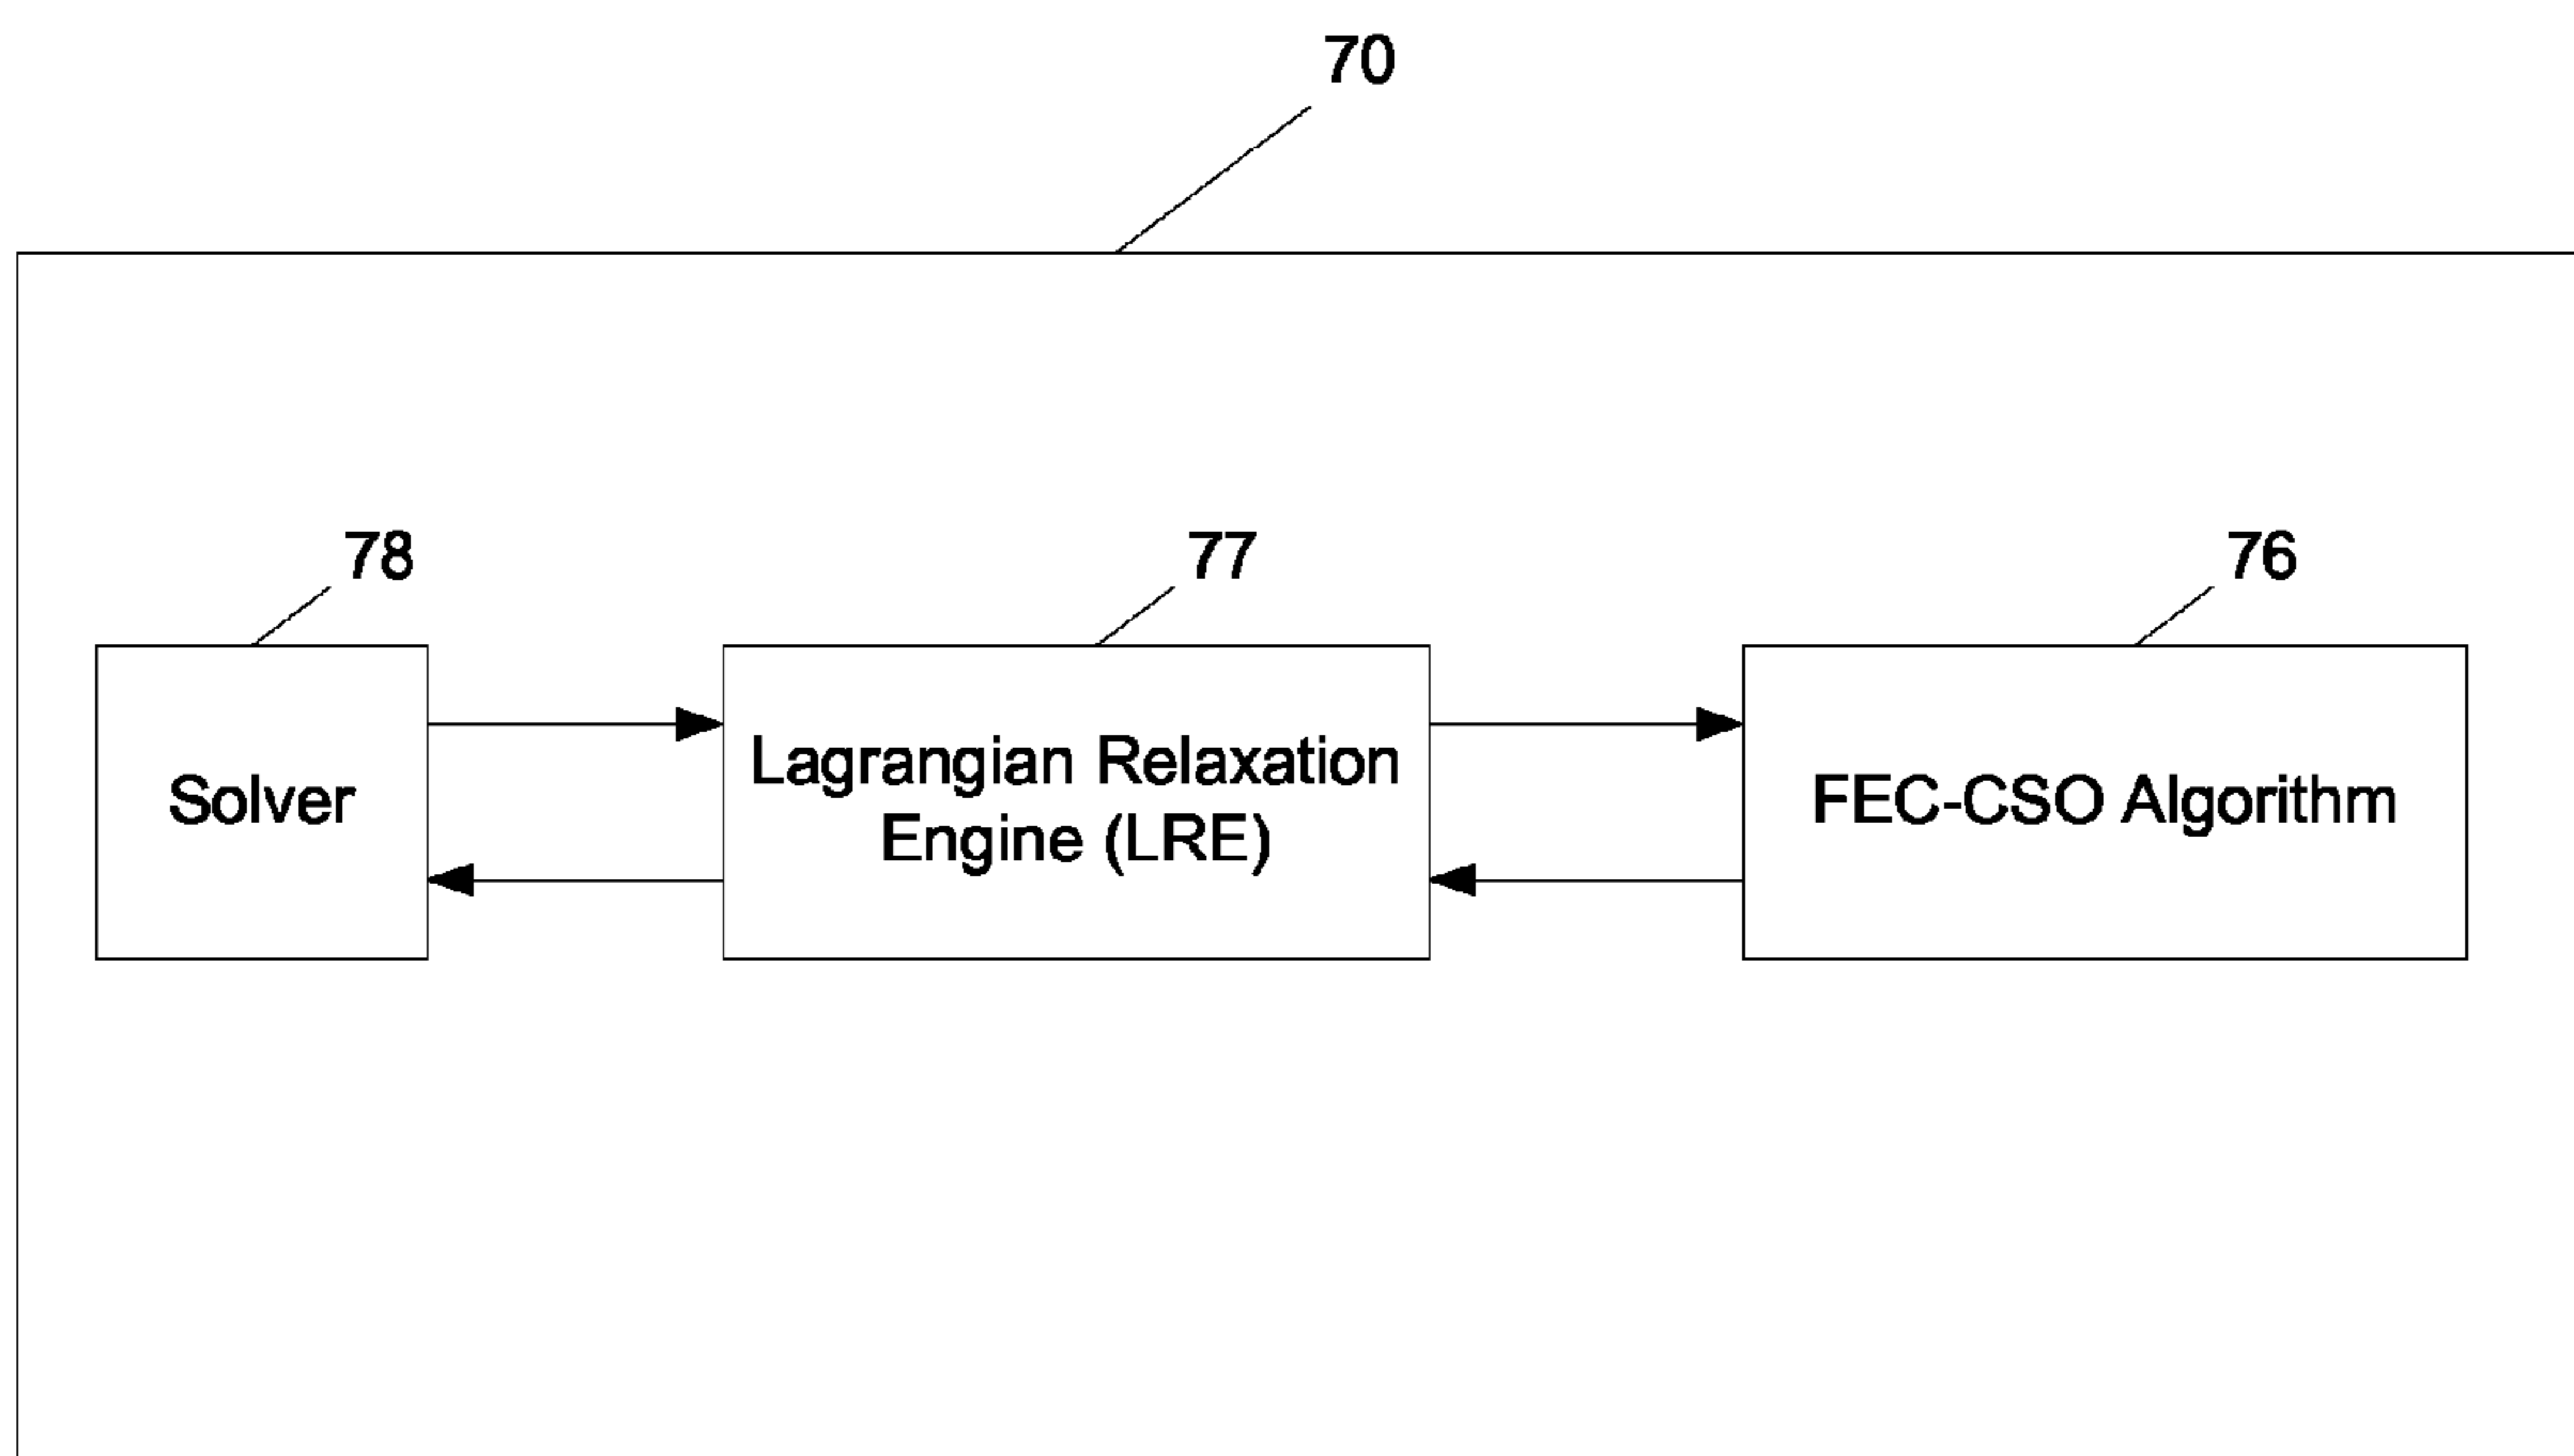 70
78
77
76
Solver
Lagrangian Relaxation
Engine (LRE)
FEC-CSO Algorithm